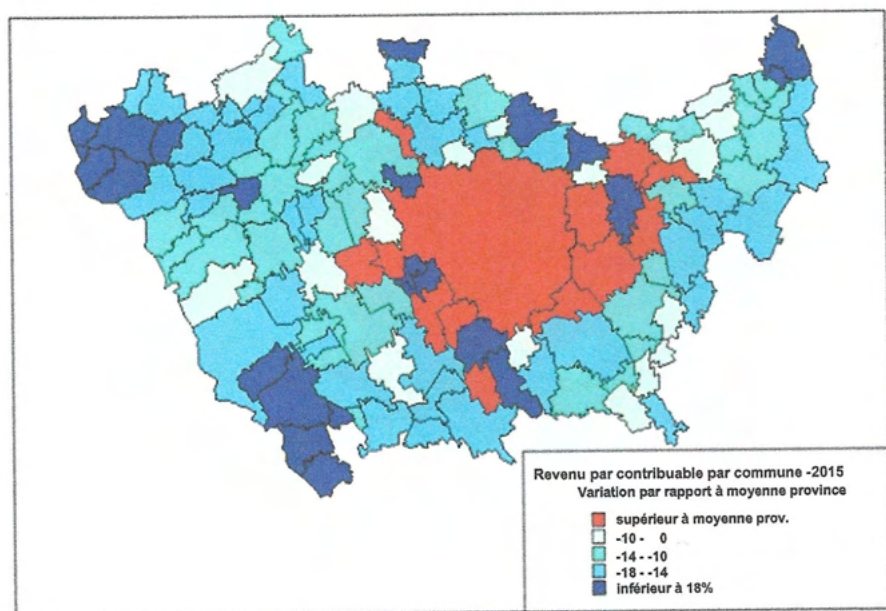 Revenu par contribuable par commune -2015
Variation par rapport à moyenne province
supérieur à moyenne prov.
-10 - 0
-14 - -10
-18 - -14
inférieur à 18%